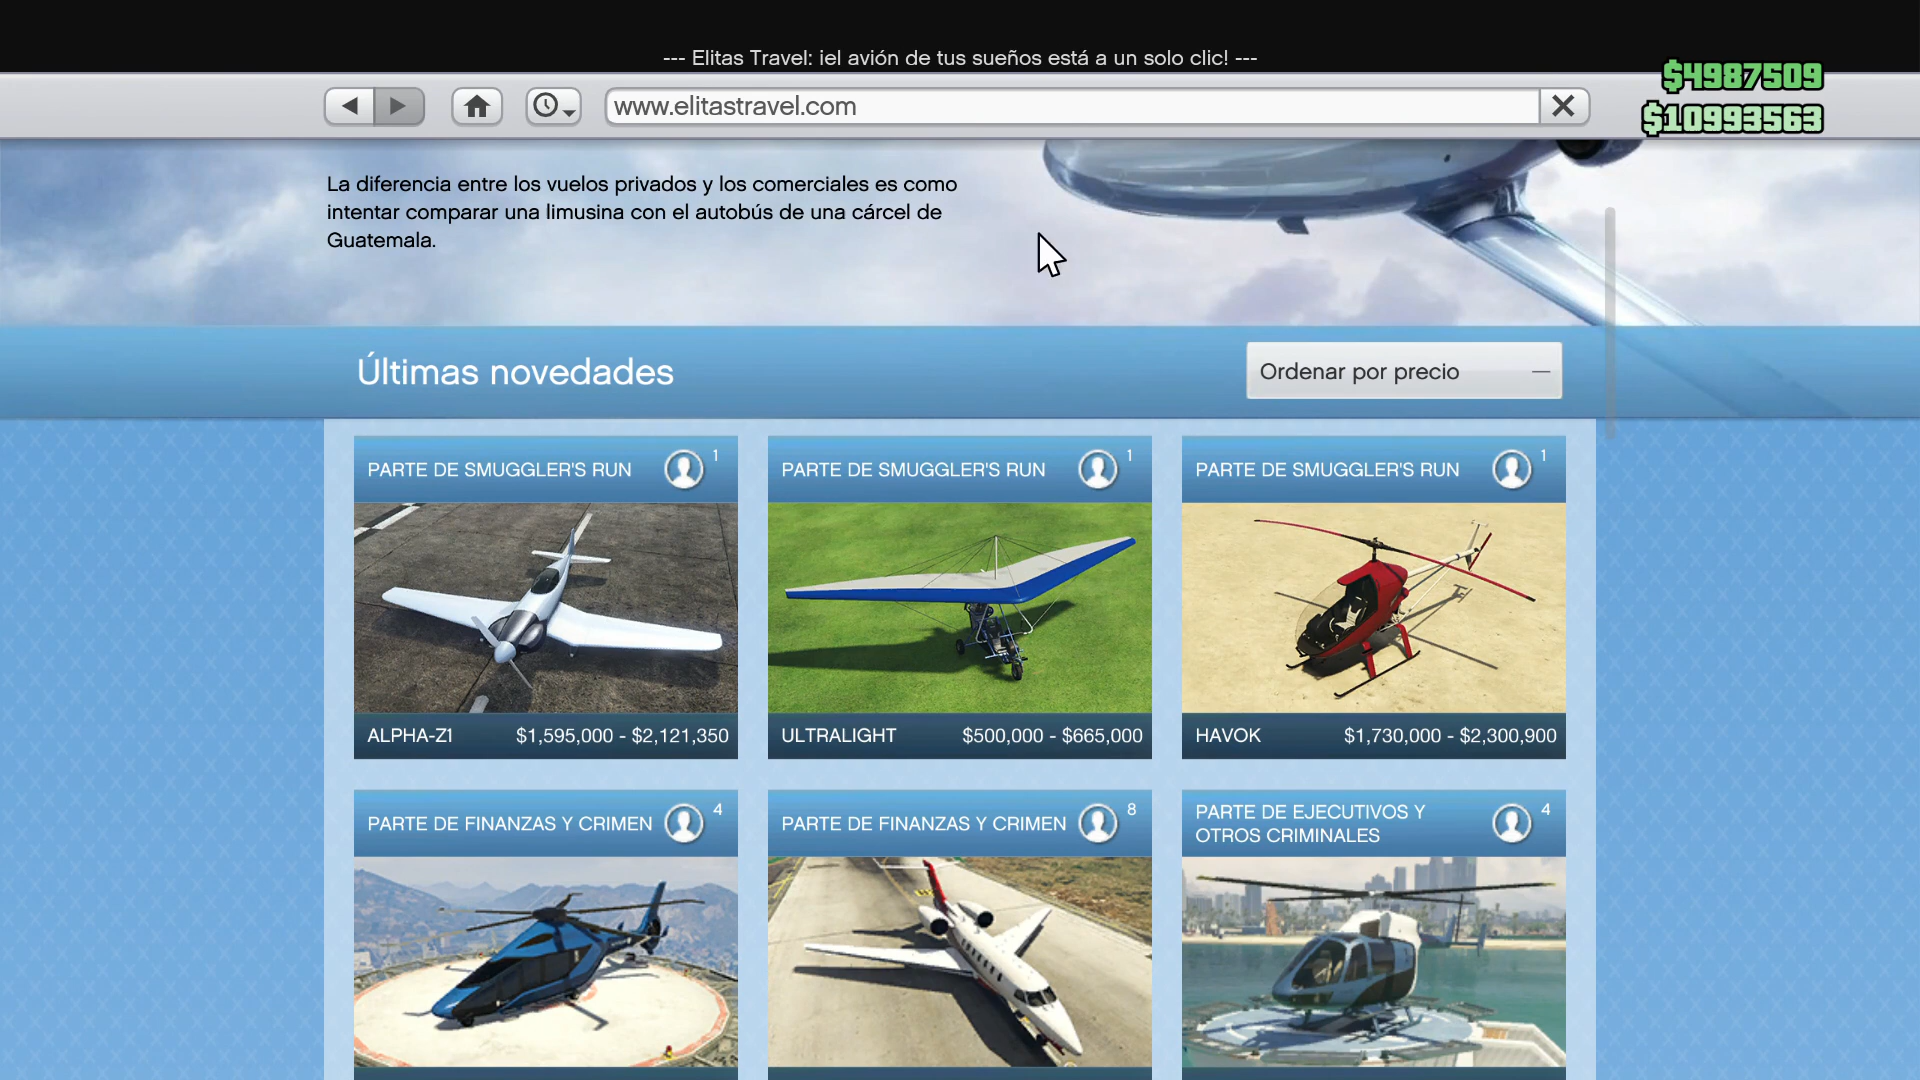 --- Elitas Travel: ¡el avión de tus sueños está a un solo clic! ---
$4987509
www.elitastravel.com
$10993563
La diferencia entre los vuelos privados y los comerciales es como
intentar comparar una limusina con el autobús de una cárcel de
Guatemala.
Últimas novedades
Ordenar por precio
PARTE DE SMUGGLER'S RUN 1
PARTE DE SMUGGLER'S RUN 1
PARTE DE SMUGGLER'S RUN 1
ALPHA-Z1 $1,595,000 - $2,121,350
ULTRALIGHT $500,000 - $665,000
HAVOK $1,730,000 - $2,300,900
PARTE DE FINANZAS Y CRIMEN 4
PARTE DE FINANZAS Y CRIMEN 8
PARTE DE EJECUTIVOS Y
OTROS CRIMINALES 4